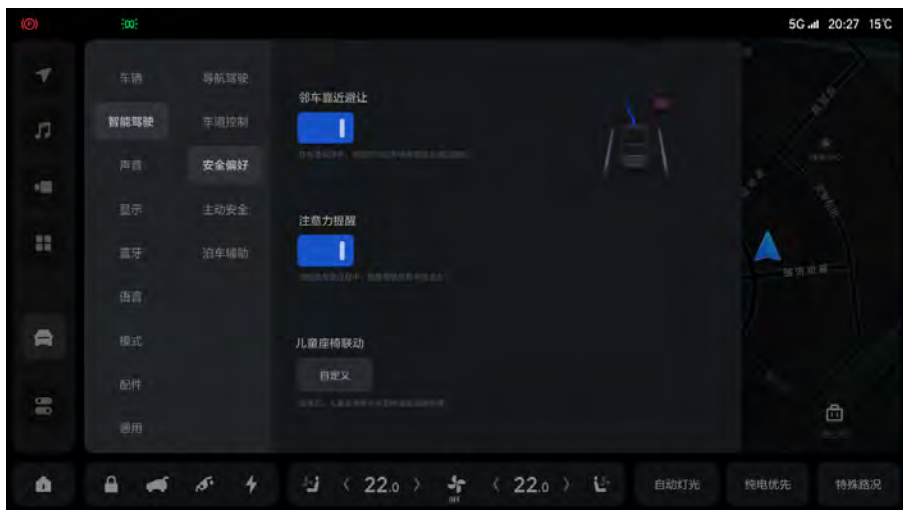 5G 20:27 15℃
车辆
导航驾驶
智能驾驶
车道控制
声音
安全偏好
显示
主动安全
蓝牙
泊车辅助
语音
模式
配件
通用
邻车靠近避让
注意力提醒
儿童座椅联动
自定义
22.0
OFF
22.0
自动灯光
纯电优先
特殊路况